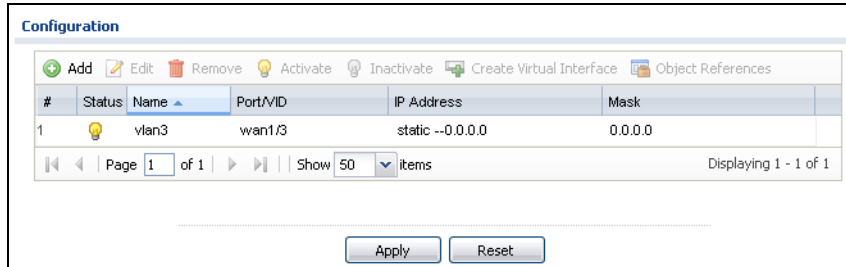 Configuration
Add Edit Remove Activate Inactivate Create Virtual Interface Object References
# Status Name Port/VID IP Address Mask
1 vlan3 wan1/3 static --0.0.0.0 0.0.0.0
Page 1 of 1 Show 50 items Displaying 1 - 1 of 1
Apply Reset